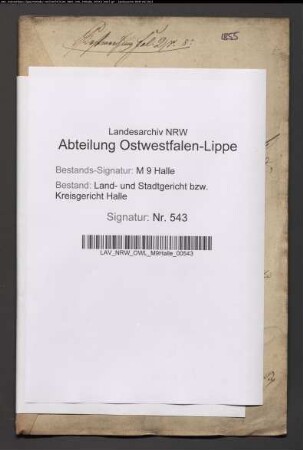 1855
Landesarchiv NRW
Abteilung Ostwestfalen-Lippe
Bestands-Signatur: M 9 Halle
Bestand: Land- und Stadtgericht bzw.
Kreisgericht Halle
Signatur: Nr. 543
LAV_NRW_OWL_M9Halle_00543